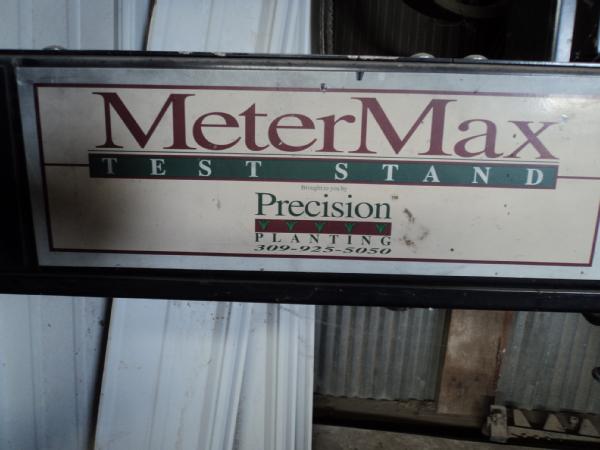 MeterMax
TEST STAND
Brought to you by
Precision
PLANTING
309-925-5050